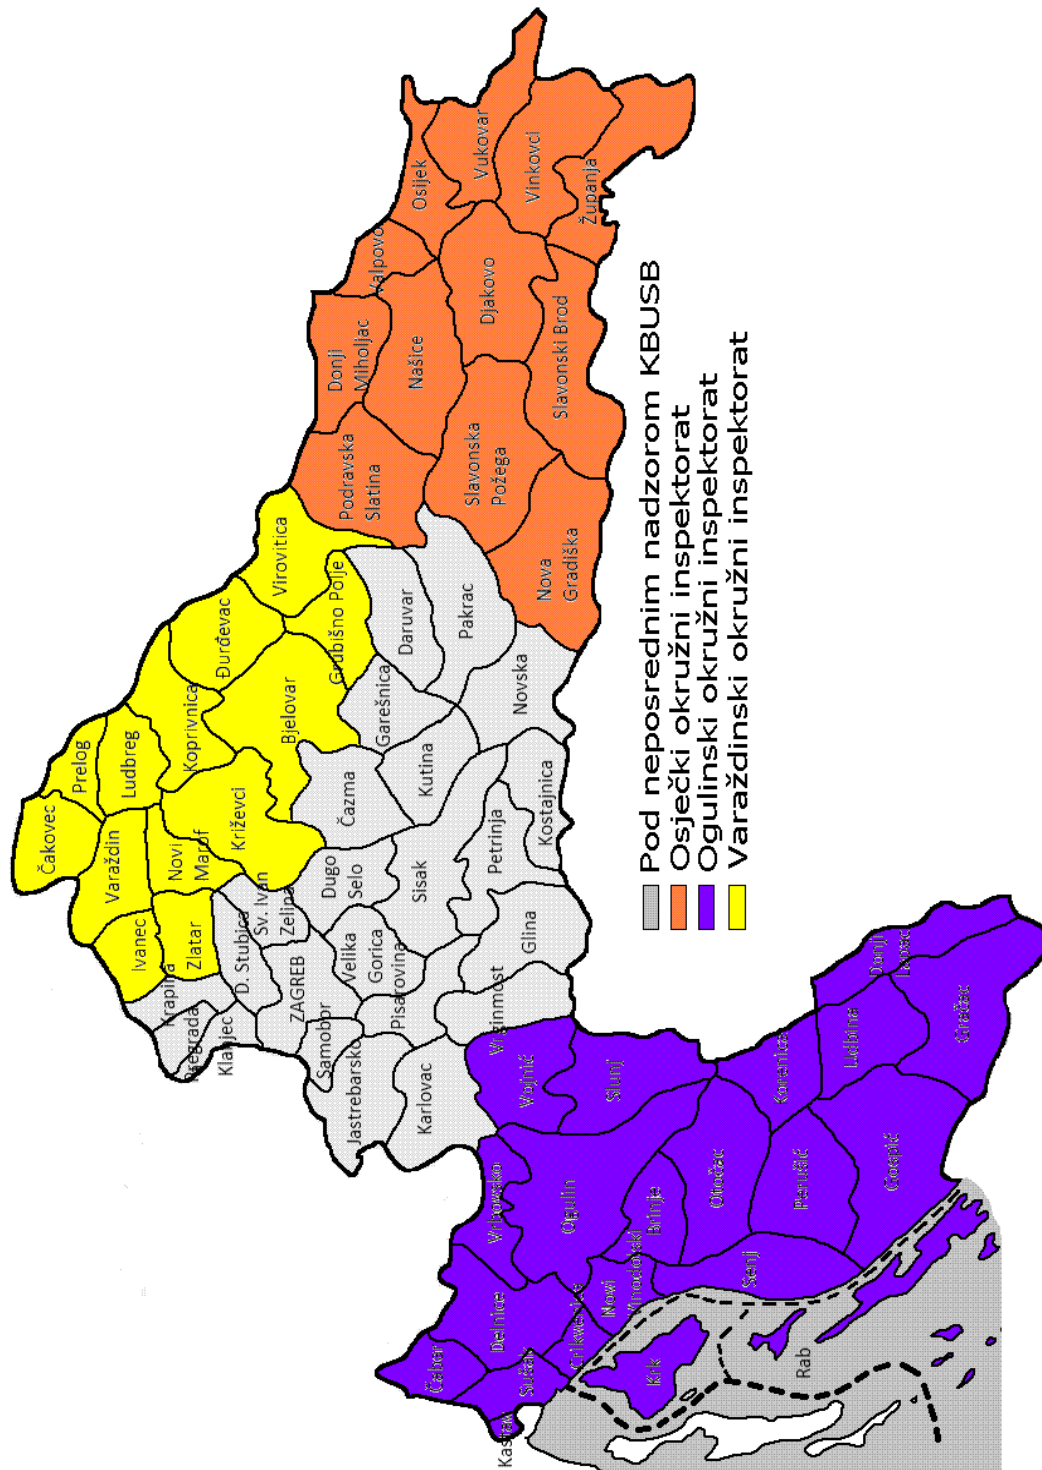 Čakovec
Prelog
Varaždin
Ludbreg
Ivanec
Novi
Marof
Koprivnica
Đurđevac
Virovitica
Zlatar
Križevci
Bjelovar
Grubišno Polje
Krapina
Pregrada
Klanjec
D. Stubica
Sv. Ivan
Zelina
ZAGREB
Dugo
Selo
Čazma
Garešnica
Daruvar
Samobor
Velika
Gorica
Sisak
Kutina
Pakrac
Jastrebarsko
Pisarovina
Novska
Karlovac
Vrginmost
Glina
Petrinja
Kostajnica
Podravska
Slatina
Donji
Miholjac
Valpovo
Osijek
Našice
Vukovar
Slavonska
Požega
Djakovo
Vinkovci
Nova
Gradiška
Slavonski Brod
Županja
Čabar
Delnice
Vrbovsko
Vojnić
Kastav
Sušak
Crikvenica
Ogulin
Slunj
Novi
Vinodolski
Brinje
Krk
Senj
Otočac
Korenica
Donji
Lapac
Rab
Perušić
Udbina
Gospić
Gračac
Pod neposrednim nadzorom KBUSB
Osječki okružni inspektorat
Ogulinski okružni inspektorat
Varaždinski okružni inspektorat